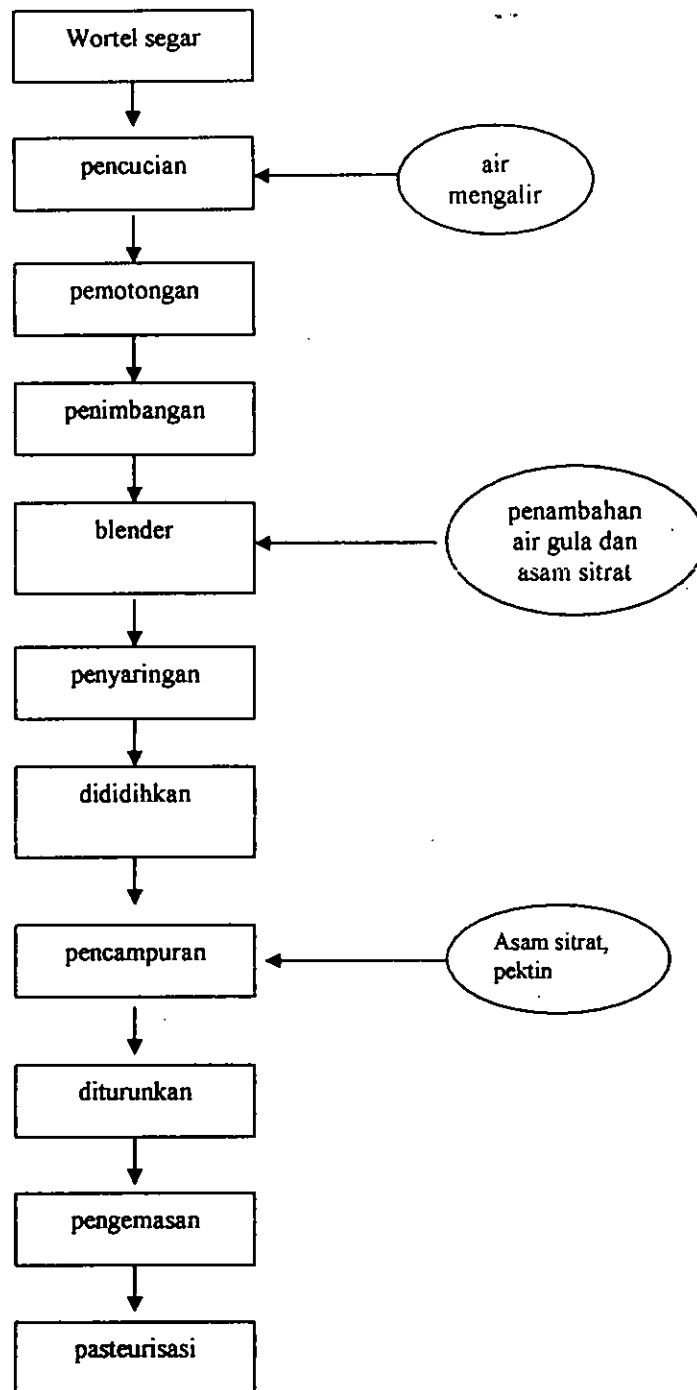 Wortel segar
pencucian
air
mengalir
pemotongan
penimbangan
blender
penambahan
air gula dan
asam sitrat
penyaringan
dididihkan
pencampuran
Asam sitrat,
pektin
diturunkan
pengemasan
pasteurisasi